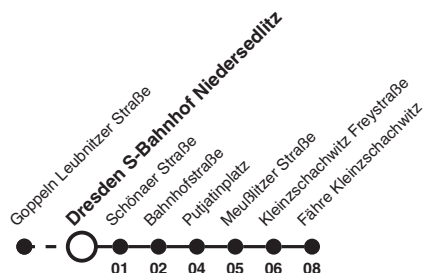 Goppeln Leubnitzer Straße
Dresden S-Bahnhof Niedersedlitz
Schönaer Straße
Bahnhofstraße
Putjatinplatz
Meußlitzer Straße
Kleinzschachwitz Freystraße
Fähre Kleinzschachwitz
01 02 04 05 06 08